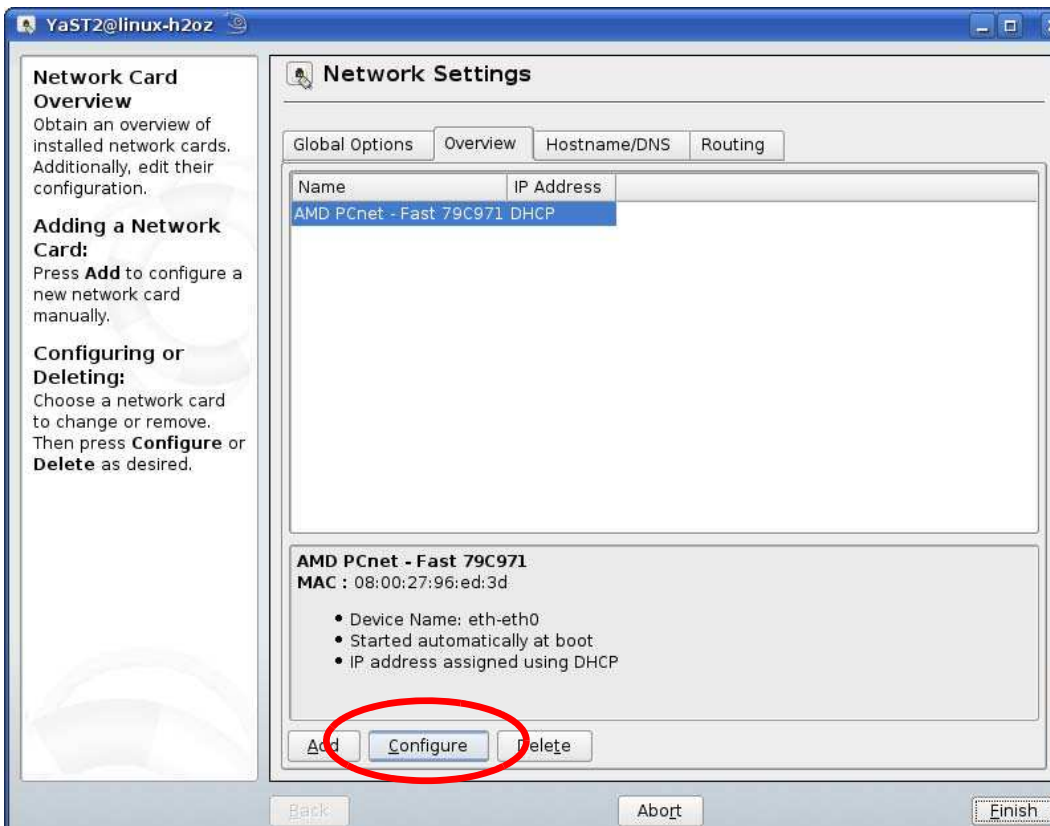 YaST2@linux-h2oz
Network Card
Overview
Obtain an overview of
installed network cards.
Additionally, edit their
configuration.
Adding a Network
Card:
Press Add to configure a
new network card
manually.
Configuring or
Deleting:
Choose a network card
to change or remove.
Then press Configure or
Delete as desired.
Network Settings
Global Options Overview Hostname/DNS Routing
Name IP Address
AMD PCnet - Fast 79C971 DHCP
AMD PCnet - Fast 79C971
MAC : 08:00:27:96:ed:3d
• Device Name: eth-eth0
• Started automatically at boot
• IP address assigned using DHCP
Add Configure Delete
Back Abort Finish